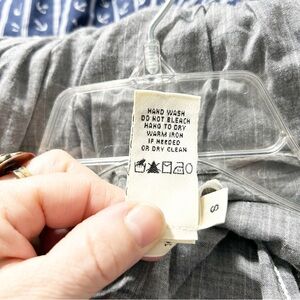 HAND WASH
DO NOT BLEACH
HANG TO DRY
WARM IRON
IF NEEDED
OR DRY CLEAN
S